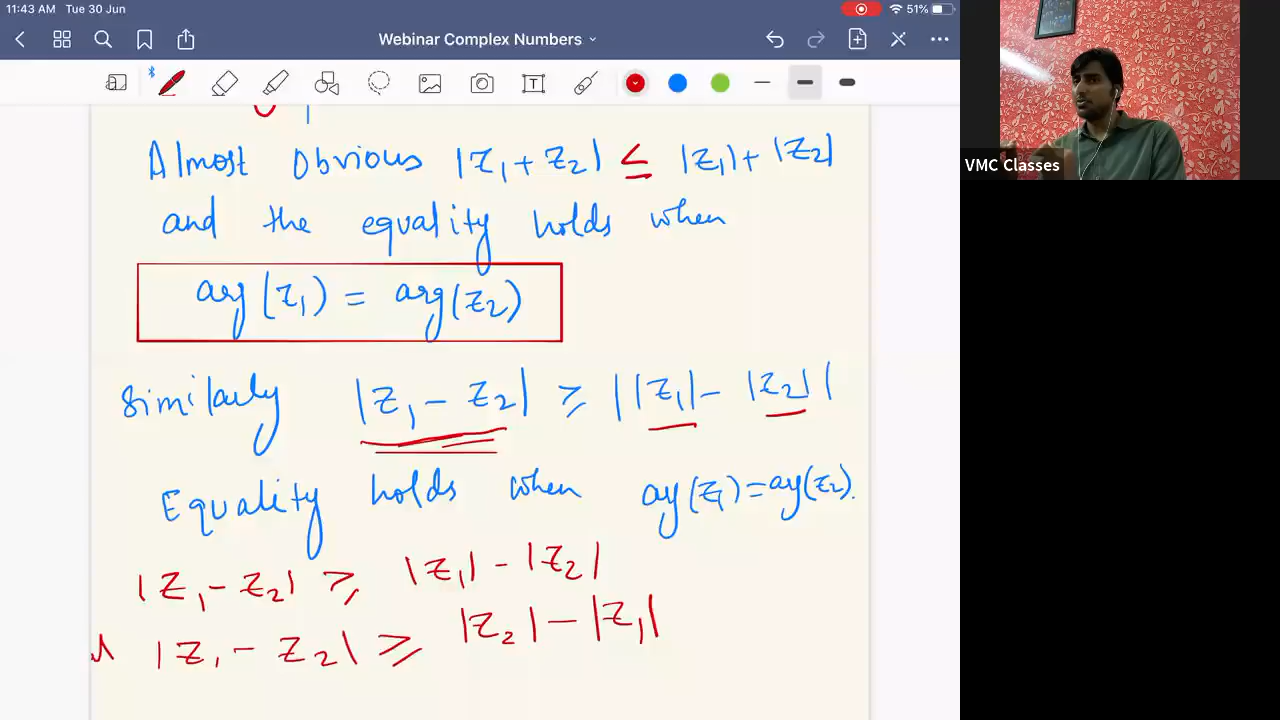 11:43 AM Tue 30 Jun
51%
Webinar Complex Numbers
T
VMC Classes
Almost Obvious |z₁ + z₂| ≤ |z₁| + |z₂|
and the equality holds when
arg(z₁) = arg(z₂)
Similarly |z₁ - z₂| ≥ ||z₁| - |z₂||
Equality holds when arg(z₁) = arg(z₂).
|z₁ - z₂| ≥ |z₁| - |z₂|
|z₁ - z₂| ≥ |z₂| - |z₁|